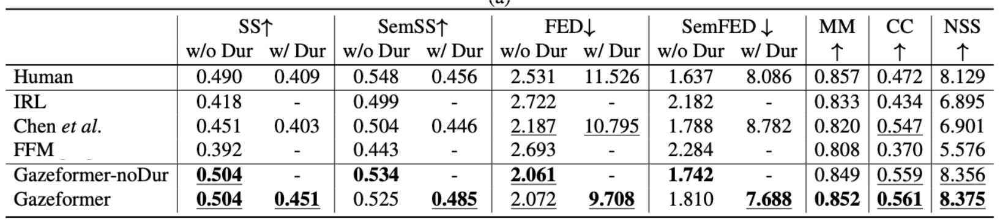 (a)
SS↑ SemSS↑ FED↓ SemFED ↓ MM CC NSS
w/o Dur w/ Dur w/o Dur w/ Dur w/o Dur w/ Dur w/o Dur w/ Dur ↑ ↑ ↑
Human 0.490 0.409 0.548 0.456 2.531 11.526 1.637 8.086 0.857 0.472 8.129
IRL 0.418 - 0.499 - 2.722 - 2.182 - 0.833 0.434 6.895
Chen et al. 0.451 0.403 0.504 0.446 2.187 10.795 1.788 8.782 0.820 0.547 6.901
FFM 0.392 - 0.443 - 2.693 - 2.284 - 0.808 0.370 5.576
Gazeformer-noDur 0.504 - 0.534 - 2.061 - 1.742 - 0.849 0.559 8.356
Gazeformer 0.504 0.451 0.525 0.485 2.072 9.708 1.810 7.688 0.852 0.561 8.375